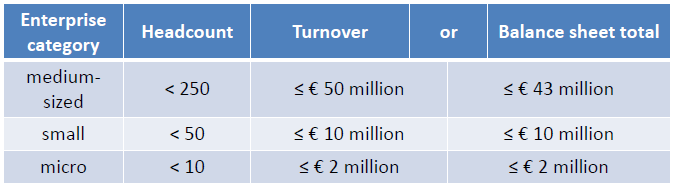 Enterprise category Headcount Turnover or Balance sheet total
medium-sized < 250 ≤ € 50 million ≤ € 43 million
small < 50 ≤ € 10 million ≤ € 10 million
micro < 10 ≤ € 2 million ≤ € 2 million